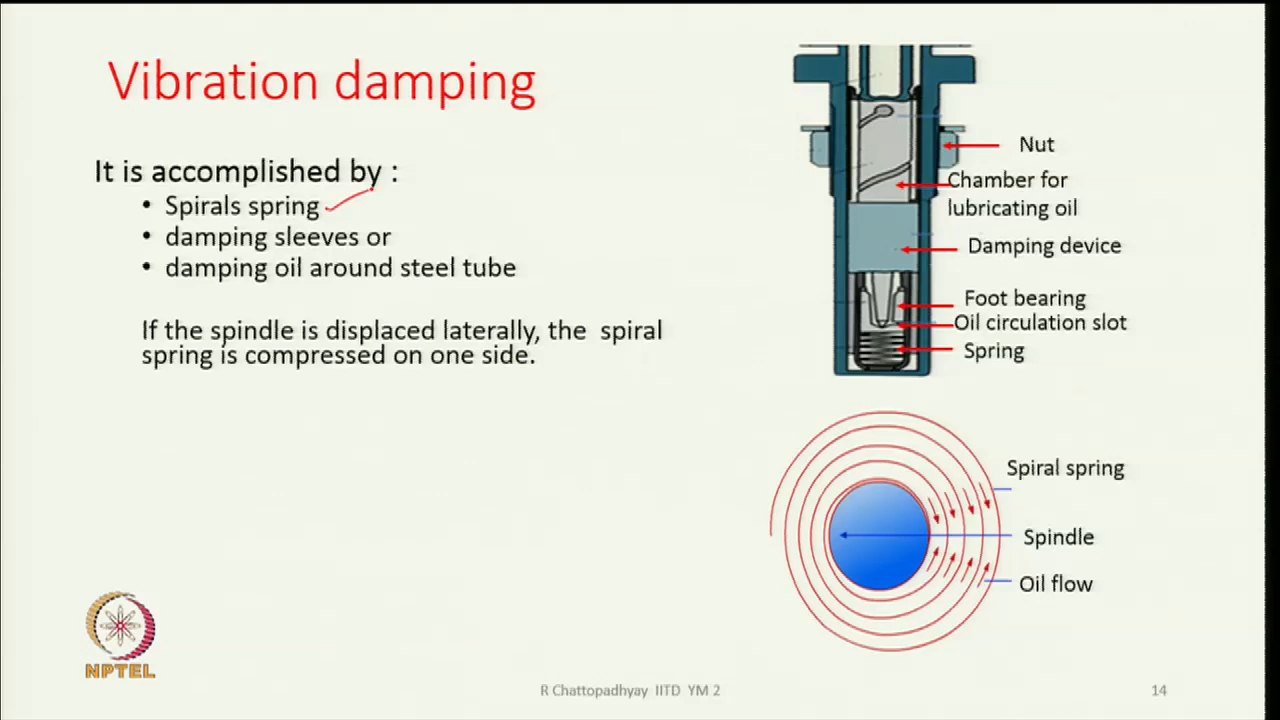 Vibration damping
It is accomplished by :
• Spirals spring
• damping sleeves or
• damping oil around steel tube
If the spindle is displaced laterally, the spiral
spring is compressed on one side.
Nut
Chamber for
lubricating oil
Damping device
Foot bearing
Oil circulation slot
Spring
Spiral spring
Spindle
Oil flow
NPTEL
R Chattopadhyay IITD YM 2
14